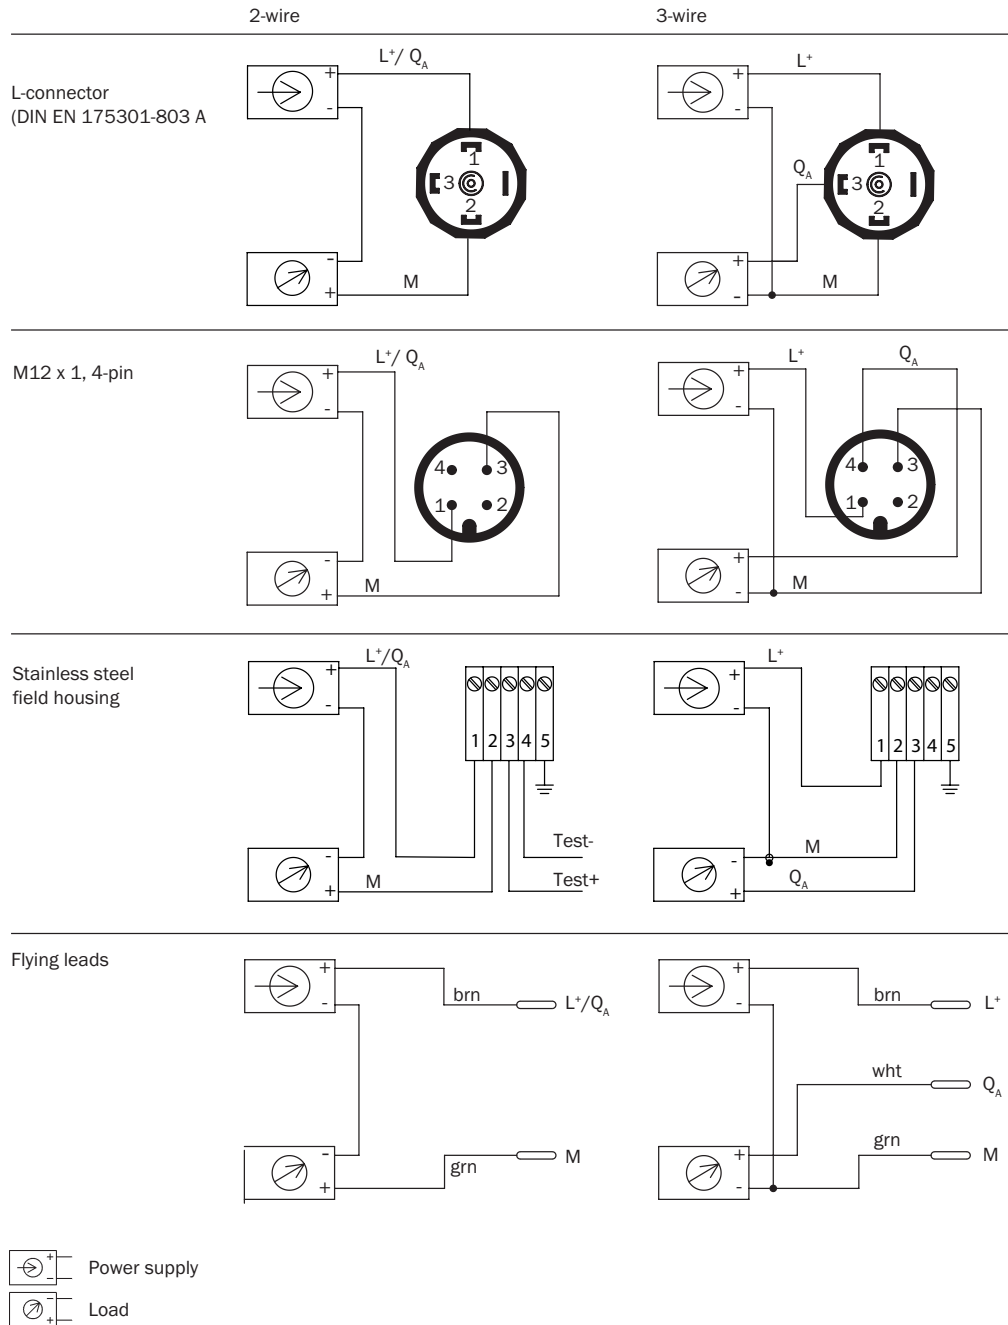 2-wire 3-wire
L-connector
(DIN EN 175301-803 A
+ L⁺/ Qₐ
-
1
3
2
-
+ M
+ L⁺
-
Qₐ
1
3
2
+
- M
M12 x 1, 4-pin
+ L⁺/ Qₐ
-
4 3
1 2
-
+ M
+ L⁺ Qₐ
-
4 3
1 2
+
- M
Stainless steel
field housing
+ L⁺/Qₐ
-
1 2 3 4 5
Test-
Test+
-
+ M
+ L⁺
-
1 2 3 4 5
- M
+ Qₐ
Flying leads
+
-
brn L⁺/Qₐ
-
+ grn M
+
-
brn L⁺
wht Qₐ
+
-
grn M
+
- Power supply
-
+ Load